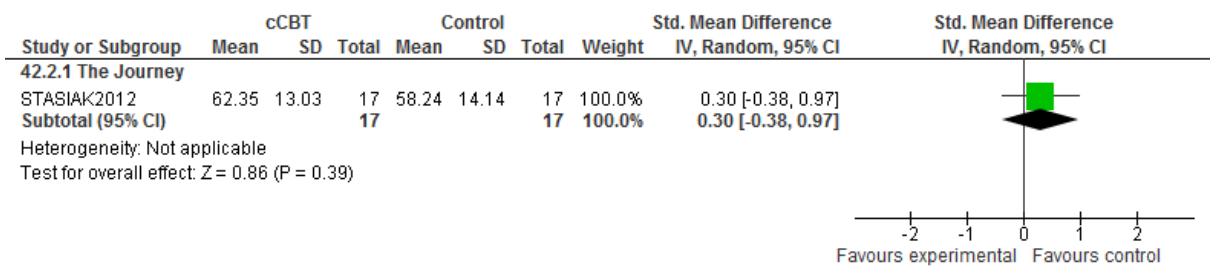 cCBT Control Std. Mean Difference Std. Mean Difference
Study or Subgroup Mean SD Total Mean SD Total Weight IV, Random, 95% CI IV, Random, 95% CI
42.2.1 The Journey
STASIAK2012 62.35 13.03 17 58.24 14.14 17 100.0% 0.30 [-0.38, 0.97]
Subtotal (95% CI) 17 17 100.0% 0.30 [-0.38, 0.97]
Heterogeneity: Not applicable
Test for overall effect: Z = 0.86 (P = 0.39)
-2 -1 0 1 2
Favours experimental Favours control